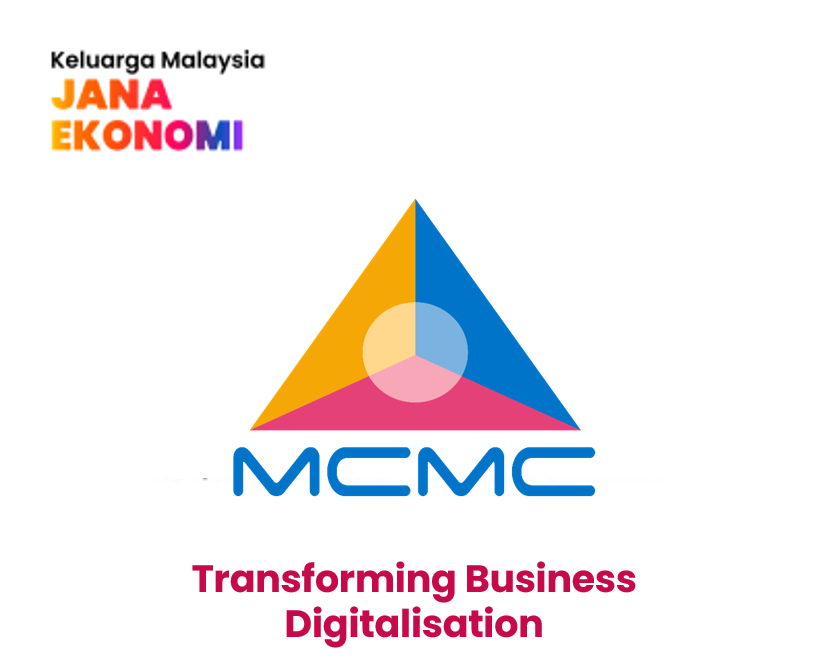 Keluarga Malaysia
JANA
EKONOMI
MCMC
Transforming Business
Digitalisation